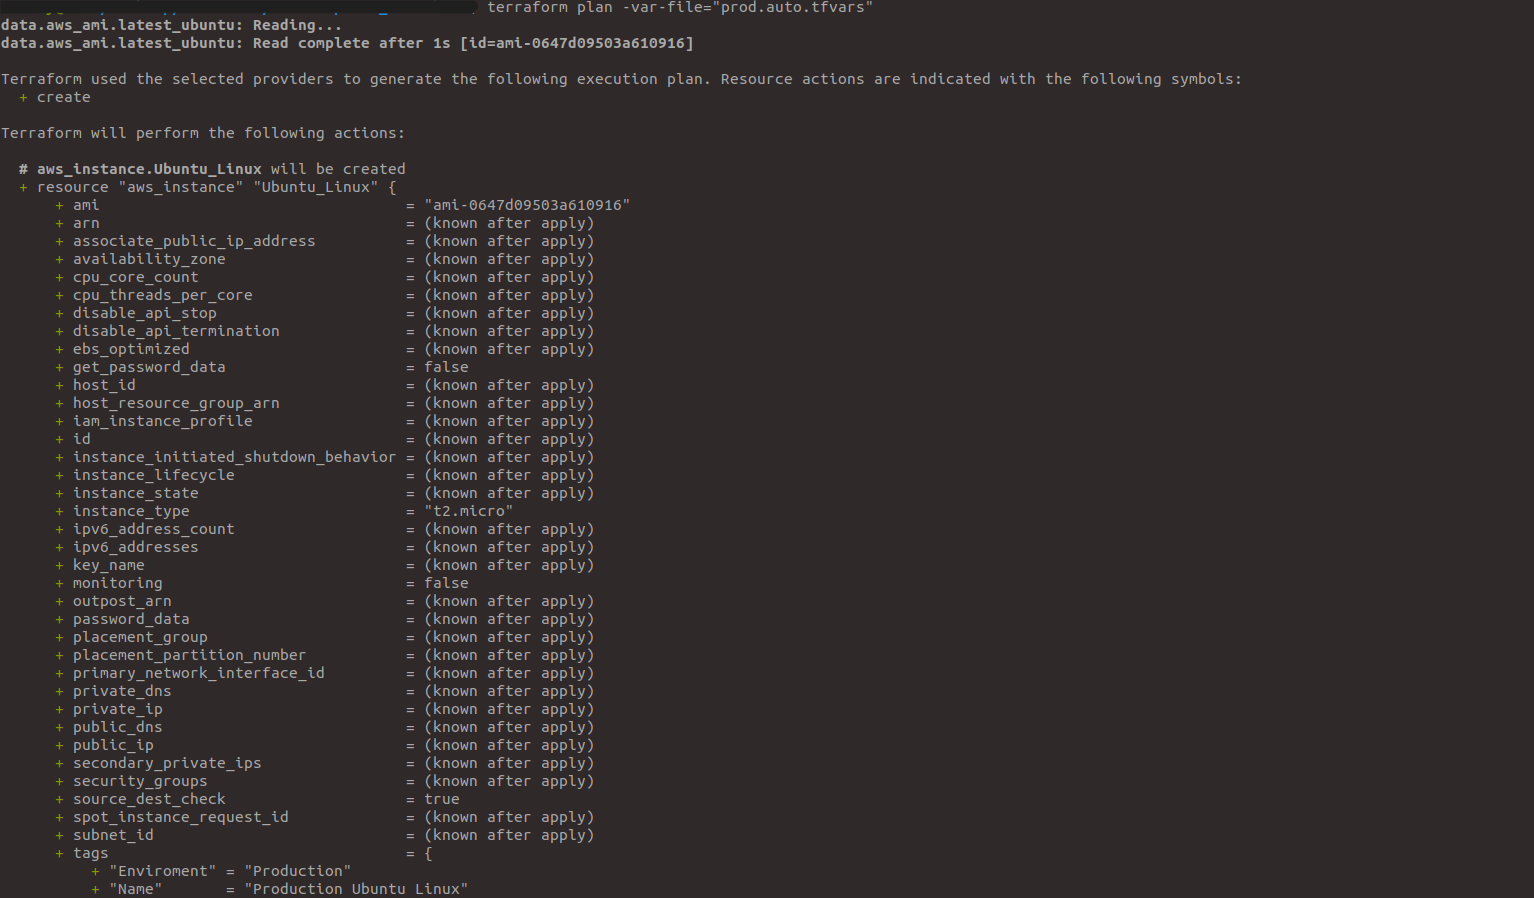 terraform plan -var-file="prod.auto.tfvars"
data.aws_ami.latest_ubuntu: Reading...
data.aws_ami.latest_ubuntu: Read complete after 1s [id=ami-0647d09503a610916]
Terraform used the selected providers to generate the following execution plan. Resource actions are indicated with the following symbols:
  + create
Terraform will perform the following actions:
  # aws_instance.Ubuntu_Linux will be created
  + resource "aws_instance" "Ubuntu_Linux" {
      + ami                                  = "ami-0647d09503a610916"
      + arn                                  = (known after apply)
      + associate_public_ip_address          = (known after apply)
      + availability_zone                    = (known after apply)
      + cpu_core_count                       = (known after apply)
      + cpu_threads_per_core                 = (known after apply)
      + disable_api_stop                     = (known after apply)
      + disable_api_termination              = (known after apply)
      + ebs_optimized                        = (known after apply)
      + get_password_data                    = false
      + host_id                              = (known after apply)
      + host_resource_group_arn              = (known after apply)
      + iam_instance_profile                 = (known after apply)
      + id                                   = (known after apply)
      + instance_initiated_shutdown_behavior = (known after apply)
      + instance_lifecycle                   = (known after apply)
      + instance_state                       = (known after apply)
      + instance_type                        = "t2.micro"
      + ipv6_address_count                   = (known after apply)
      + ipv6_addresses                       = (known after apply)
      + key_name                             = (known after apply)
      + monitoring                           = false
      + outpost_arn                          = (known after apply)
      + password_data                        = (known after apply)
      + placement_group                      = (known after apply)
      + placement_partition_number           = (known after apply)
      + primary_network_interface_id         = (known after apply)
      + private_dns                          = (known after apply)
      + private_ip                           = (known after apply)
      + public_dns                           = (known after apply)
      + public_ip                            = (known after apply)
      + secondary_private_ips                = (known after apply)
      + security_groups                      = (known after apply)
      + source_dest_check                    = true
      + spot_instance_request_id             = (known after apply)
      + subnet_id                            = (known after apply)
      + tags                                 = {
          + "Enviroment" = "Production"
          + "Name"       = "Production Ubuntu Linux"